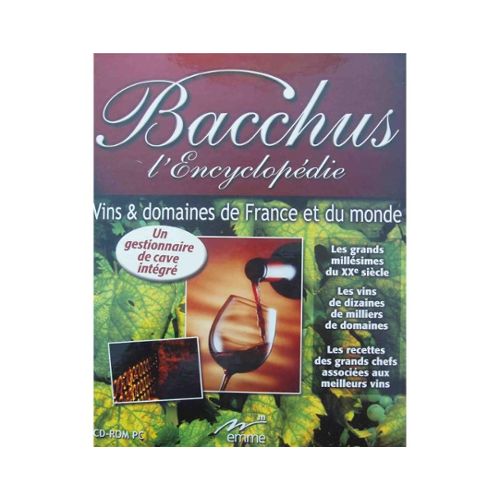 Bacchus
l'Encyclopédie
Vins & domaines de France et du monde
Un
gestionnaire
de cave
intégré
Les grands
millésimes
du XXe siècle
Les vins
de dizaines
de milliers
de domaines
Les recettes
des grands chefs
associées aux
meilleurs vins
CD-ROM PC
emme